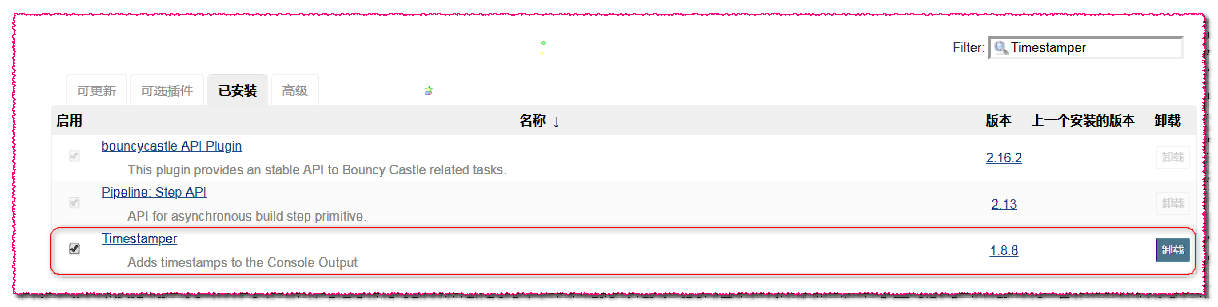 Filter: Timestamper
可更新 可选插件 已安装 高级
启用 名称 ↓ 版本 上一个安装的版本 卸载
bouncycastle API Plugin
This plugin provides an stable API to Bouncy Castle related tasks.
2.16.2 卸载
Pipeline: Step API
API for asynchronous build step primitive.
2.13 卸载
Timestamper
Adds timestamps to the Console Output
1.8.8 卸载